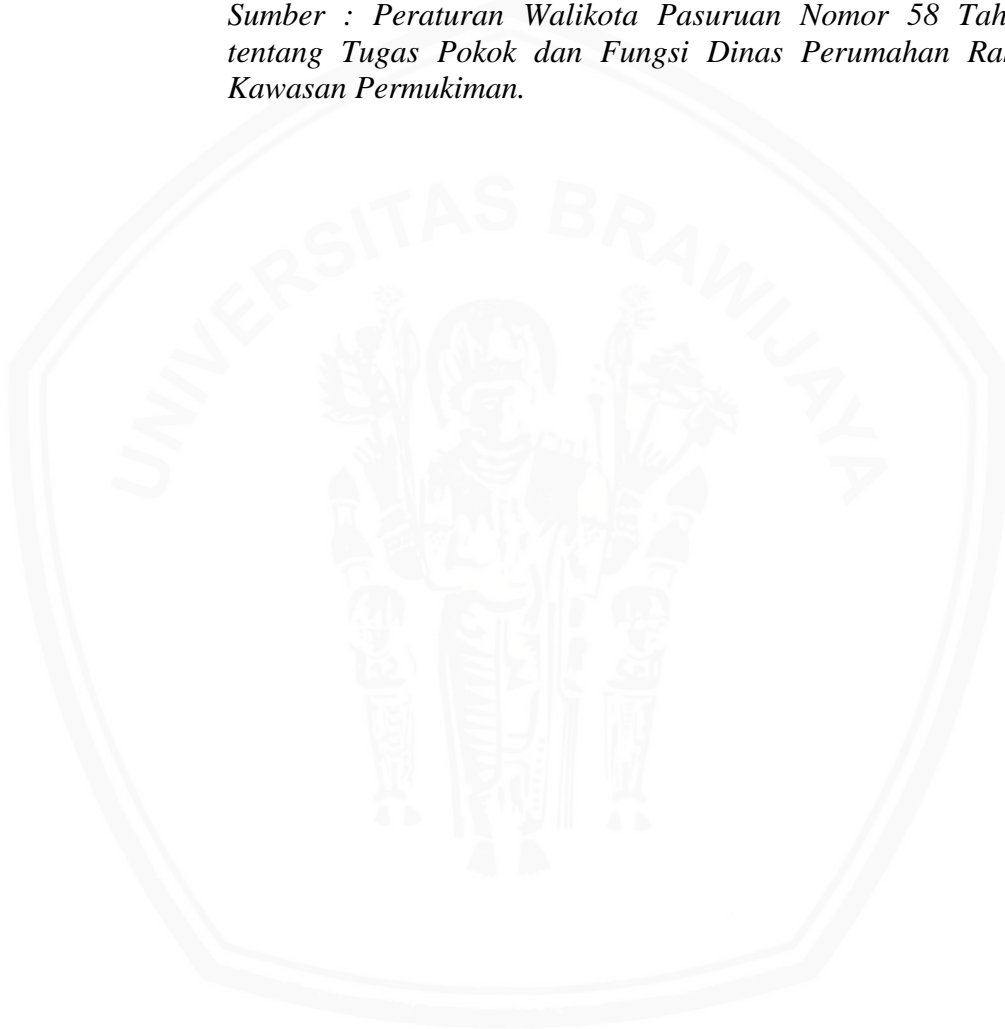 Sumber : Peraturan Walikota Pasuruan Nomor 58 Tah
tentang Tugas Pokok dan Fungsi Dinas Perumahan Ra
Kawasan Permukiman.
UNIVERSITAS BRAWIJAYA